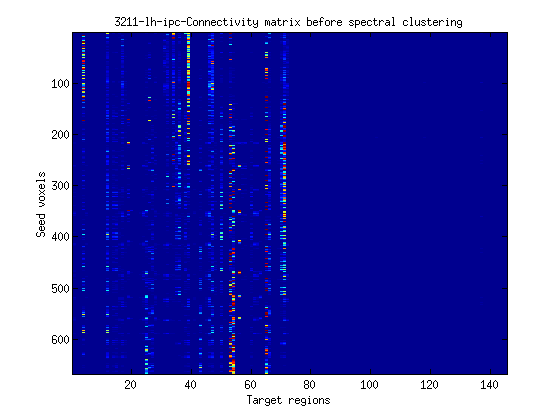 3211-lh-ipc-Connectivity matrix before spectral clustering
100
200
300
400
500
600
Seed voxels
20 40 60 80 100 120 140
Target regions